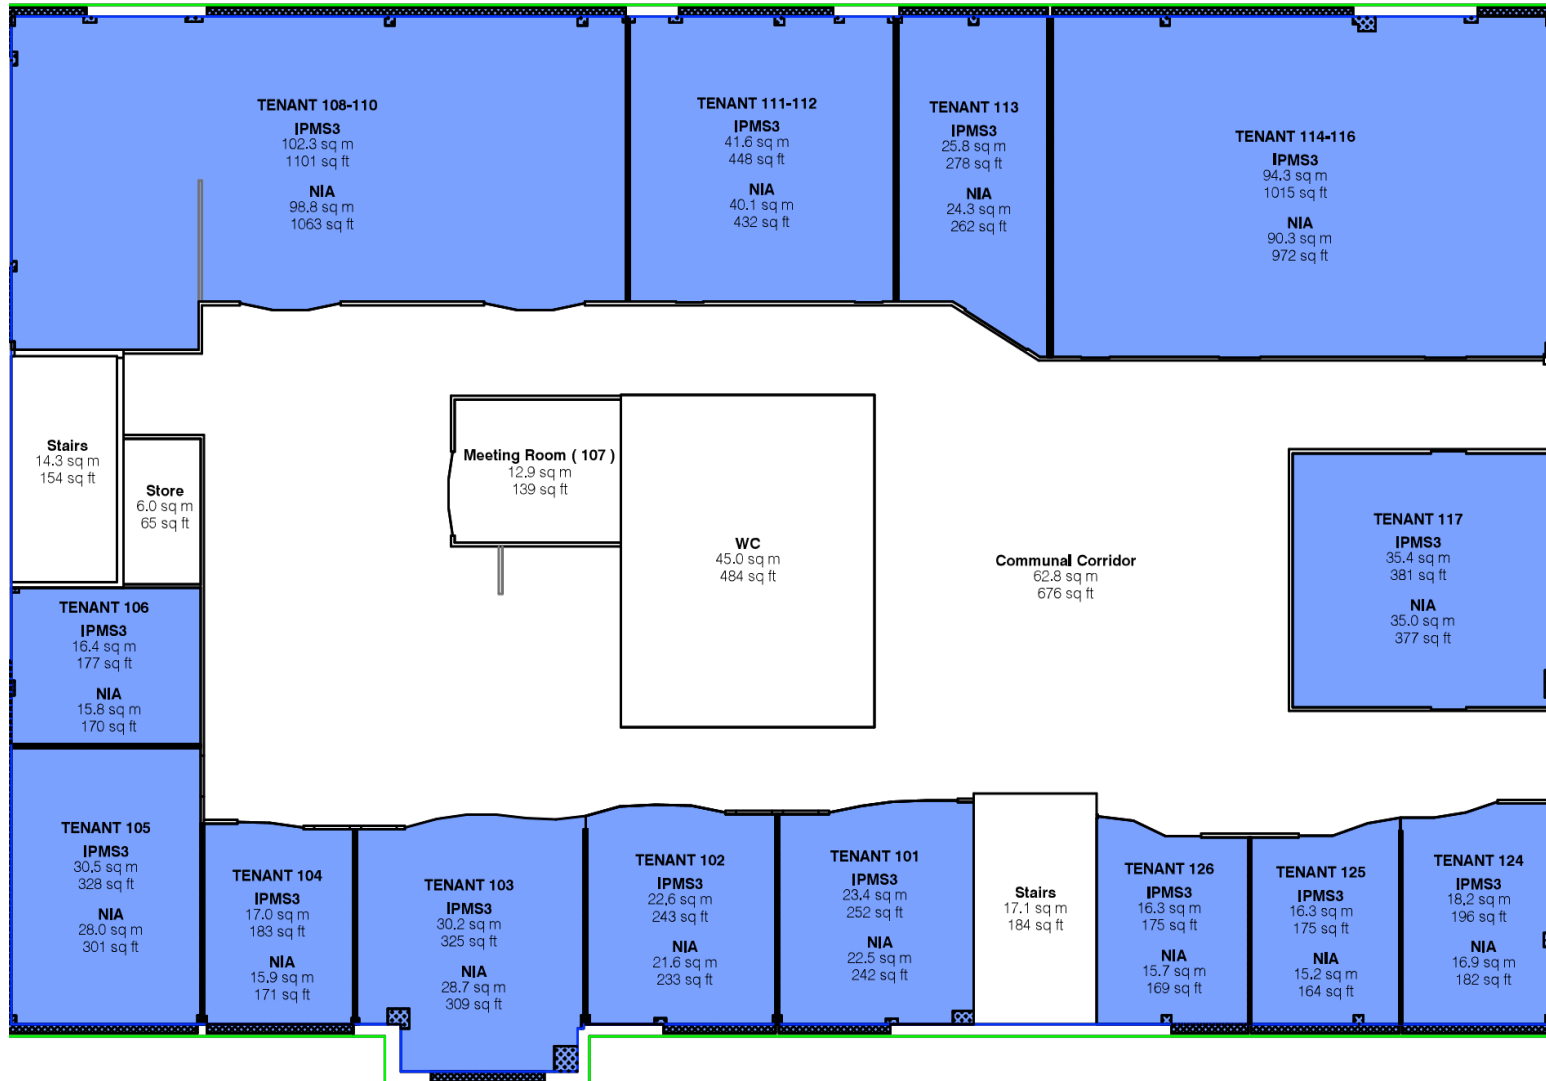 TENANT 108-110
IPMS3
102.3 sq m
1101 sq ft
NIA
98.8 sq m
1063 sq ft
TENANT 111-112
IPMS3
41.6 sq m
448 sq ft
NIA
40.1 sq m
432 sq ft
TENANT 113
IPMS3
25.8 sq m
278 sq ft
NIA
24.3 sq m
262 sq ft
TENANT 114-116
IPMS3
94.3 sq m
1015 sq ft
NIA
90.3 sq m
972 sq ft
Stairs
14.3 sq m
154 sq ft
Store
6.0 sq m
65 sq ft
Meeting Room ( 107 )
12.9 sq m
139 sq ft
WC
45.0 sq m
484 sq ft
Communal Corridor
62.8 sq m
676 sq ft
TENANT 117
IPMS3
35.4 sq m
381 sq ft
NIA
35.0 sq m
377 sq ft
TENANT 106
IPMS3
16.4 sq m
177 sq ft
NIA
15.8 sq m
170 sq ft
TENANT 105
IPMS3
30.5 sq m
328 sq ft
NIA
28.0 sq m
301 sq ft
TENANT 104
IPMS3
17.0 sq m
183 sq ft
NIA
15.9 sq m
171 sq ft
TENANT 103
IPMS3
30.2 sq m
325 sq ft
NIA
28.7 sq m
309 sq ft
TENANT 102
IPMS3
22.6 sq m
243 sq ft
NIA
21.6 sq m
233 sq ft
TENANT 101
IPMS3
23.4 sq m
252 sq ft
NIA
22.5 sq m
242 sq ft
Stairs
17.1 sq m
184 sq ft
TENANT 126
IPMS3
16.3 sq m
175 sq ft
NIA
15.7 sq m
169 sq ft
TENANT 125
IPMS3
16.3 sq m
175 sq ft
NIA
15.2 sq m
164 sq ft
TENANT 124
IPMS3
18.2 sq m
196 sq ft
NIA
16.9 sq m
182 sq ft